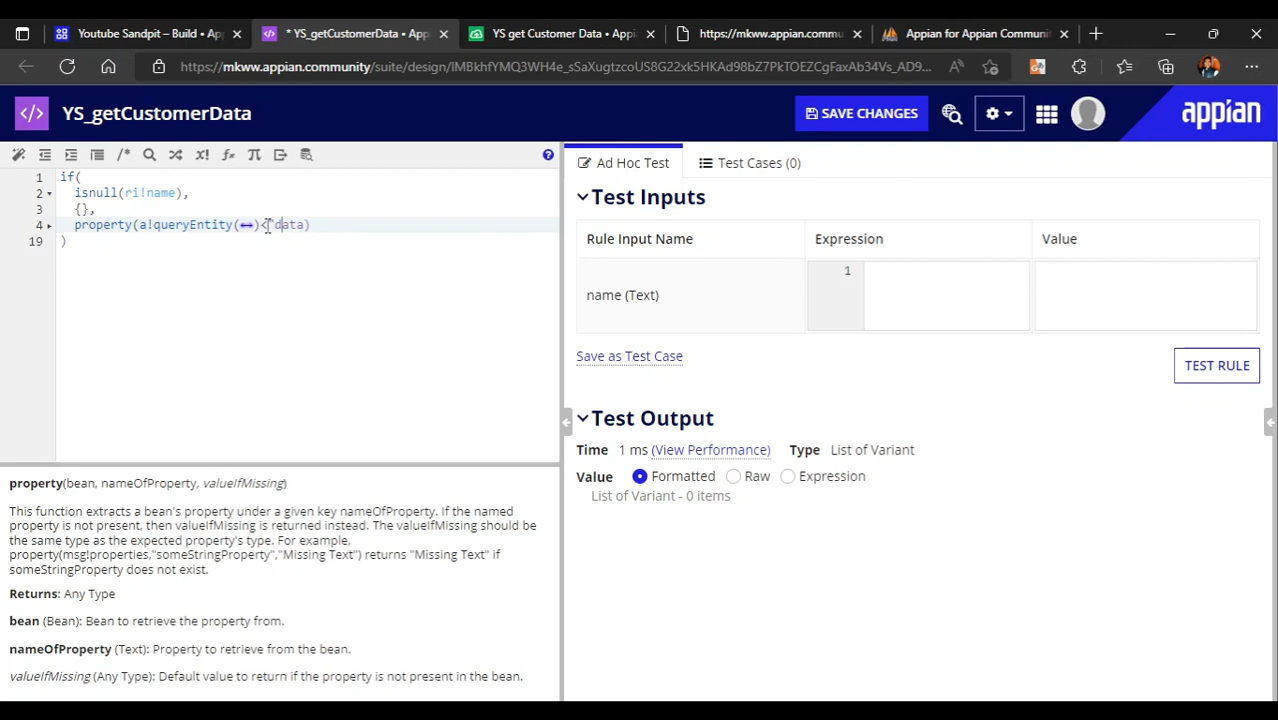 Youtube Sandpit – Build • Ap
* YS_getCustomerData • App
YS get Customer Data • Appi
https://mkww.appian.commu
Appian for Appian Communi
https://mkww.appian.community/suite/design/lMBkhfYMQ3WH4e_sSaXugtzcoUS8G22xk5HKAd98bZ7PkTOEZCgFaxAb34Vs_AD9...
YS_getCustomerData
SAVE CHANGES
appian
Ad Hoc Test
Test Cases (0)
1 if(
2 isnull(ri!name),
3 {},
4 property(a!queryEntity(↔)
data)
19 )
Test Inputs
Rule Input Name Expression Value
name (Text) 1
Save as Test Case
TEST RULE
Test Output
Time 1 ms (View Performance) Type List of Variant
Value Formatted Raw Expression
List of Variant - 0 items
property(bean, nameOfProperty, valueIfMissing)
This function extracts a bean's property under a given key nameOfProperty. If the named
property is not present, then valueIfMissing is returned instead. The valueIfMissing should be
the same type as the expected property's type. For example,
property(msg!properties,"someStringProperty","Missing Text") returns "Missing Text" if
someStringProperty does not exist.
Returns: Any Type
bean (Bean): Bean to retrieve the property from.
nameOfProperty (Text): Property to retrieve from the bean.
valueIfMissing (Any Type): Default value to return if the property is not present in the bean.